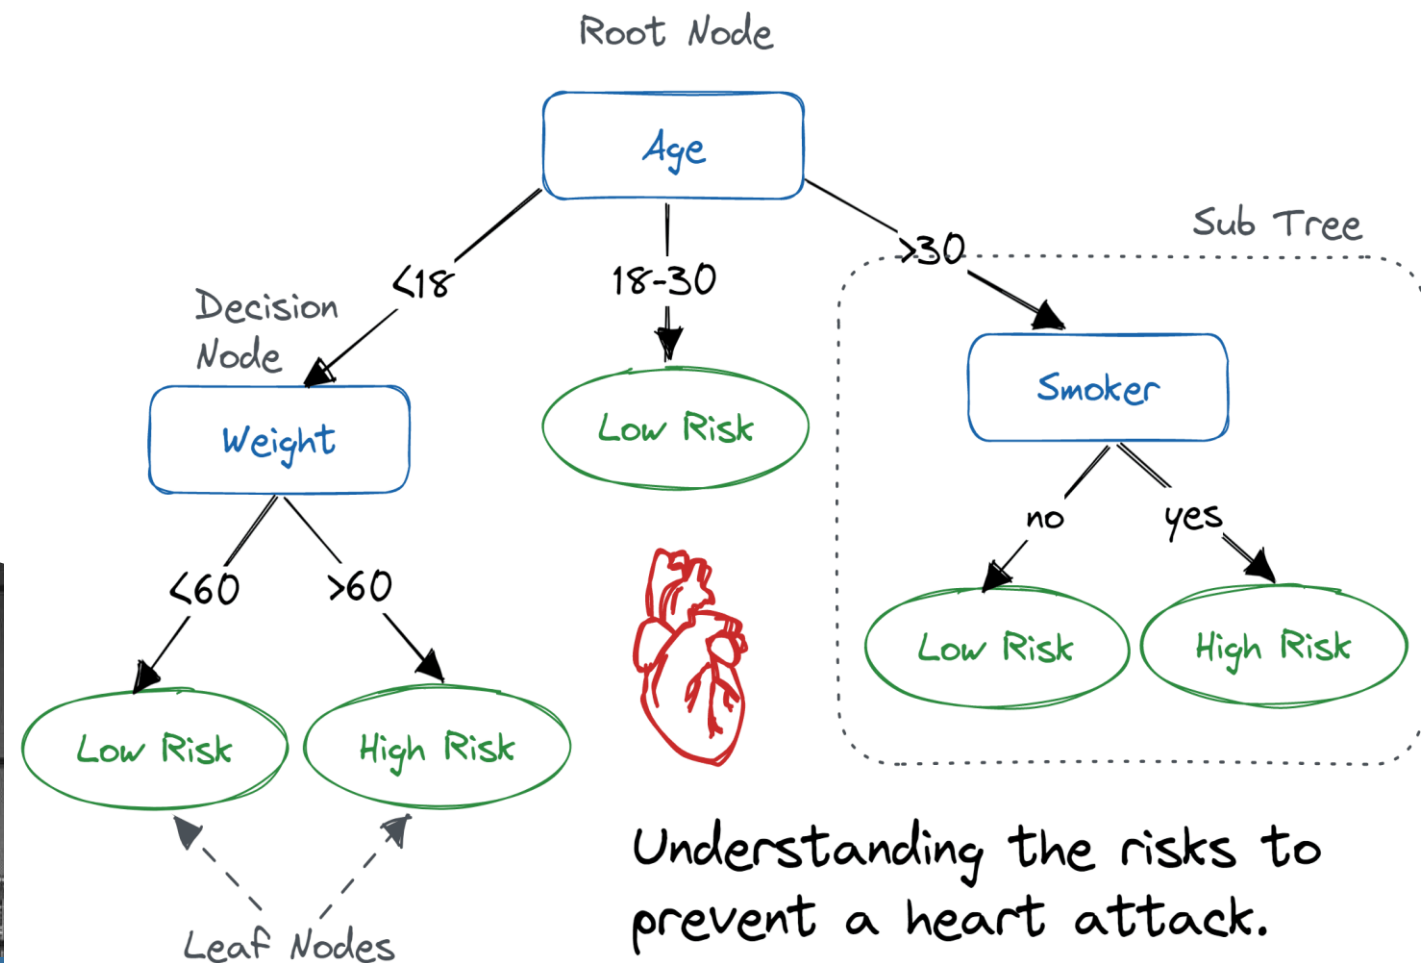 Root Node
Age
Sub Tree
>30
<18
18-30
Decision
Node
Smoker
Low Risk
Weight
no
yes
<60
>60
Low Risk
High Risk
Low Risk
High Risk
Understanding the risks to
prevent a heart attack.
Leaf Nodes